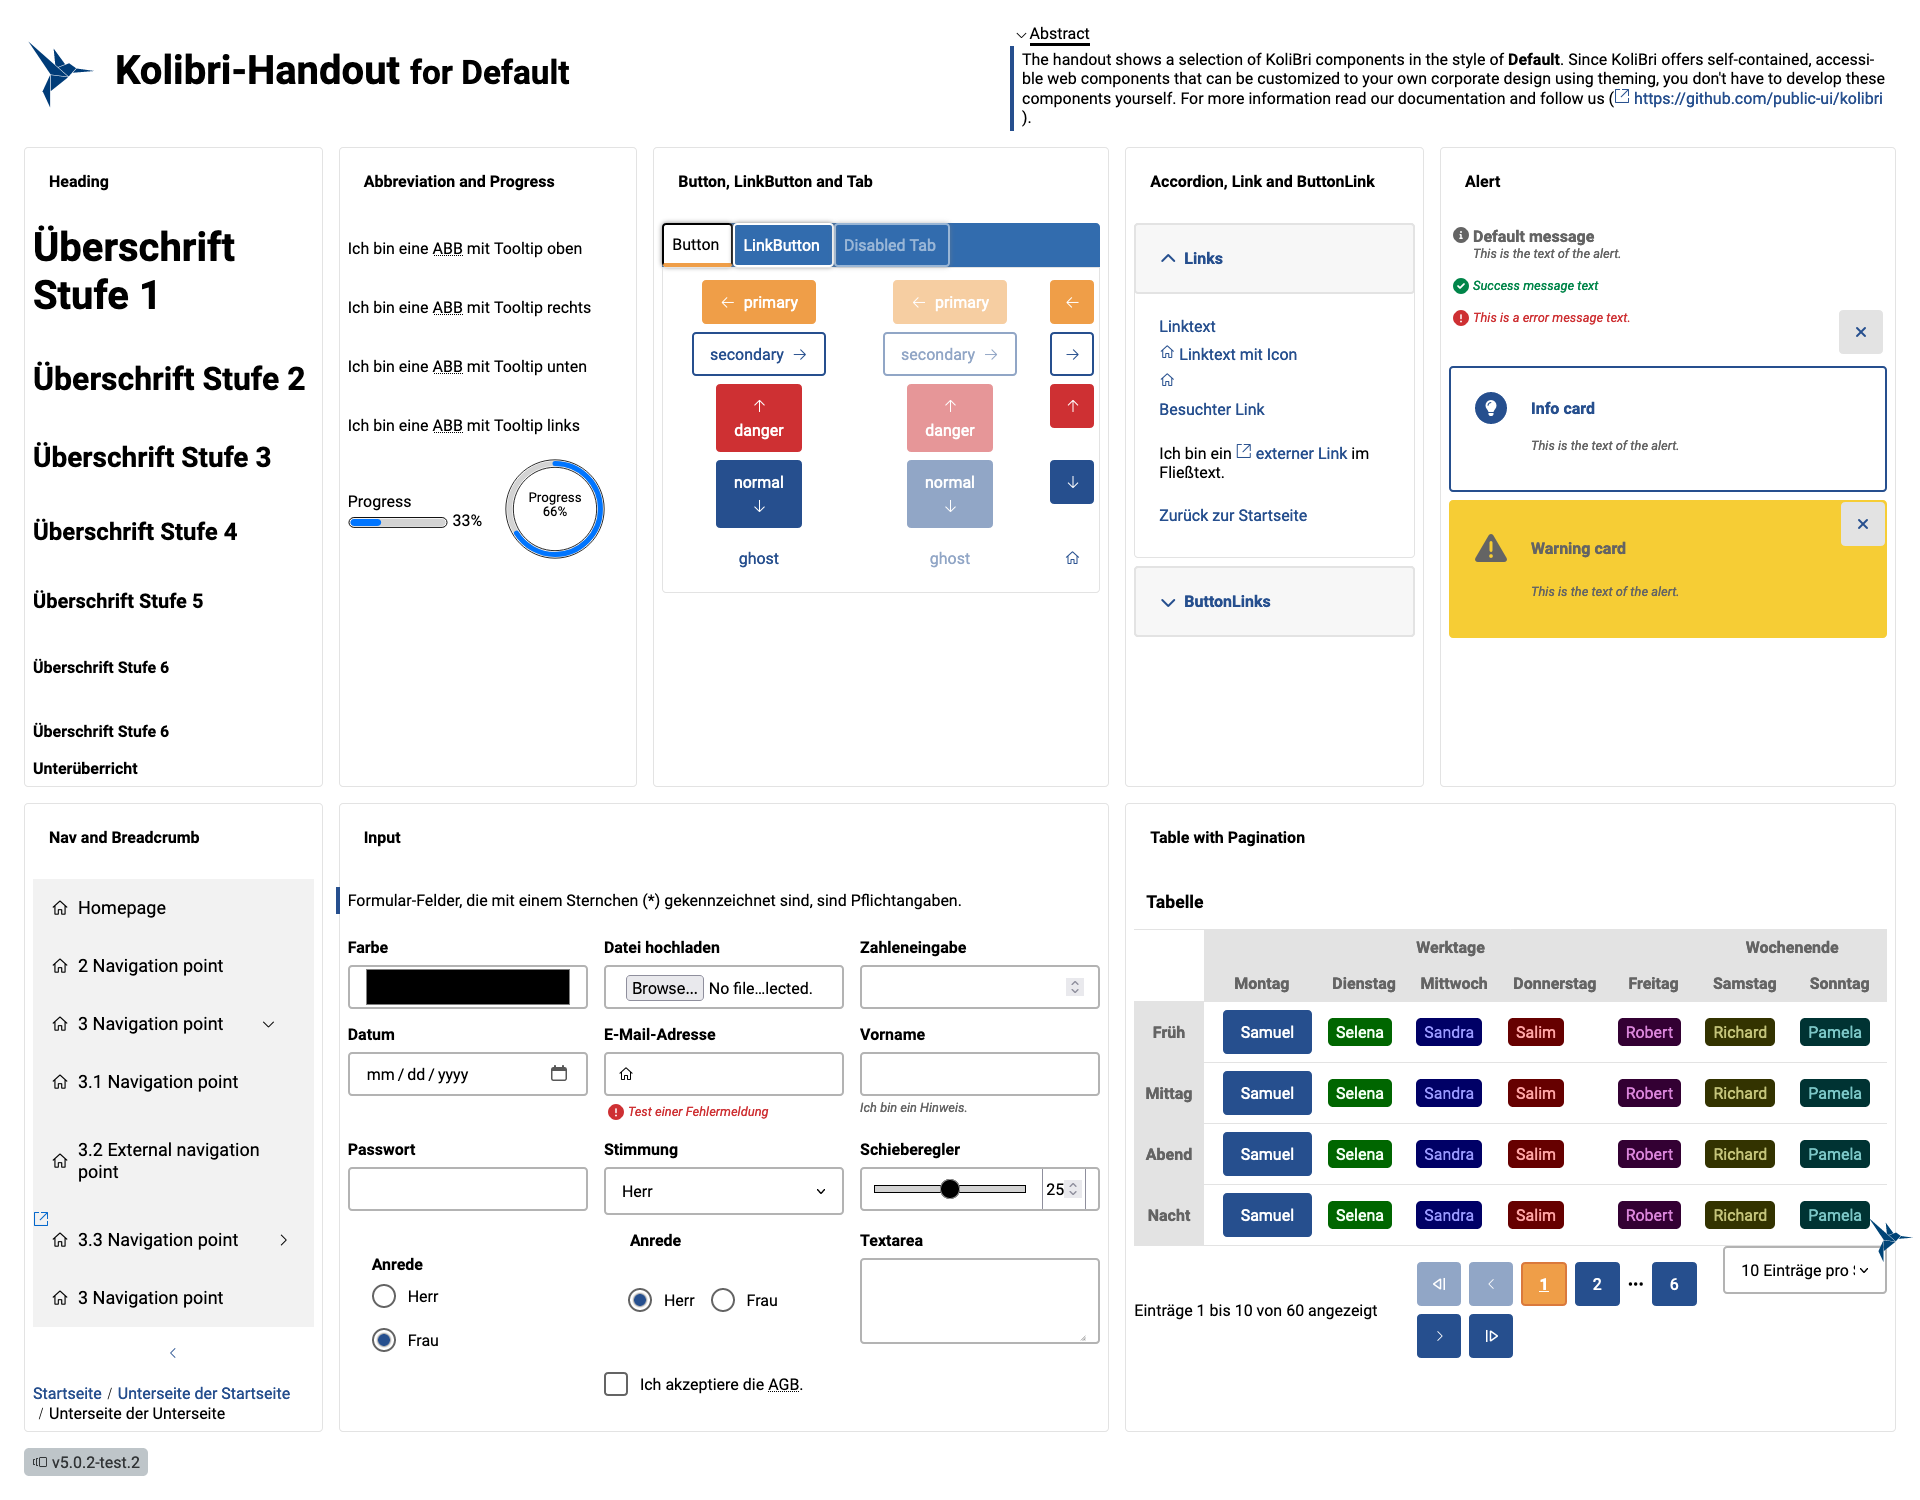 Kolibri-Handout for Default
Abstract
The handout shows a selection of KoliBri components in the style of Default. Since KoliBri offers self-contained, accessi-
ble web components that can be customized to your own corporate design using theming, you don't have to develop these
components yourself. For more information read our documentation and follow us ( https://github.com/public-ui/kolibri
).
Heading
Überschrift
Stufe 1
Überschrift Stufe 2
Überschrift Stufe 3
Überschrift Stufe 4
Überschrift Stufe 5
Überschrift Stufe 6
Überschrift Stufe 6
Unterüberricht
Abbreviation and Progress
Ich bin eine ABB mit Tooltip oben
Ich bin eine ABB mit Tooltip rechts
Ich bin eine ABB mit Tooltip unten
Ich bin eine ABB mit Tooltip links
Progress
33%
Progress
66%
Button, LinkButton and Tab
Button LinkButton Disabled Tab
primary primary
secondary secondary
danger danger
normal normal
ghost ghost
Accordion, Link and ButtonLink
Links
Linktext
Linktext mit Icon
Besuchter Link
Ich bin ein externer Link im
Fließtext.
Zurück zur Startseite
ButtonLinks
Alert
Default message
This is the text of the alert.
Success message text
This is a error message text.
Info card
This is the text of the alert.
Warning card
This is the text of the alert.
Nav and Breadcrumb
Homepage
2 Navigation point
3 Navigation point
3.1 Navigation point
3.2 External navigation
point
3.3 Navigation point
3 Navigation point
Startseite / Unterseite der Startseite
/ Unterseite der Unterseite
Input
Formular-Felder, die mit einem Sternchen (*) gekennzeichnet sind, sind Pflichtangaben.
Farbe
Datei hochladen
Browse... No file...lected.
Zahleneingabe
Datum
mm / dd / yyyy
E-Mail-Adresse
Test einer Fehlermeldung
Vorname
Ich bin ein Hinweis.
Passwort
Stimmung
Herr
Schieberegler
25
Anrede
Herr
Frau
Anrede
Herr Frau
Textarea
Ich akzeptiere die AGB.
Table with Pagination
Tabelle
Werktage Wochenende
Montag Dienstag Mittwoch Donnerstag Freitag Samstag Sonntag
Früh Samuel Selena Sandra Salim Robert Richard Pamela
Mittag Samuel Selena Sandra Salim Robert Richard Pamela
Abend Samuel Selena Sandra Salim Robert Richard Pamela
Nacht Samuel Selena Sandra Salim Robert Richard Pamela
Einträge 1 bis 10 von 60 angezeigt
1 2 ••• 6
10 Einträge pro
v5.0.2-test.2